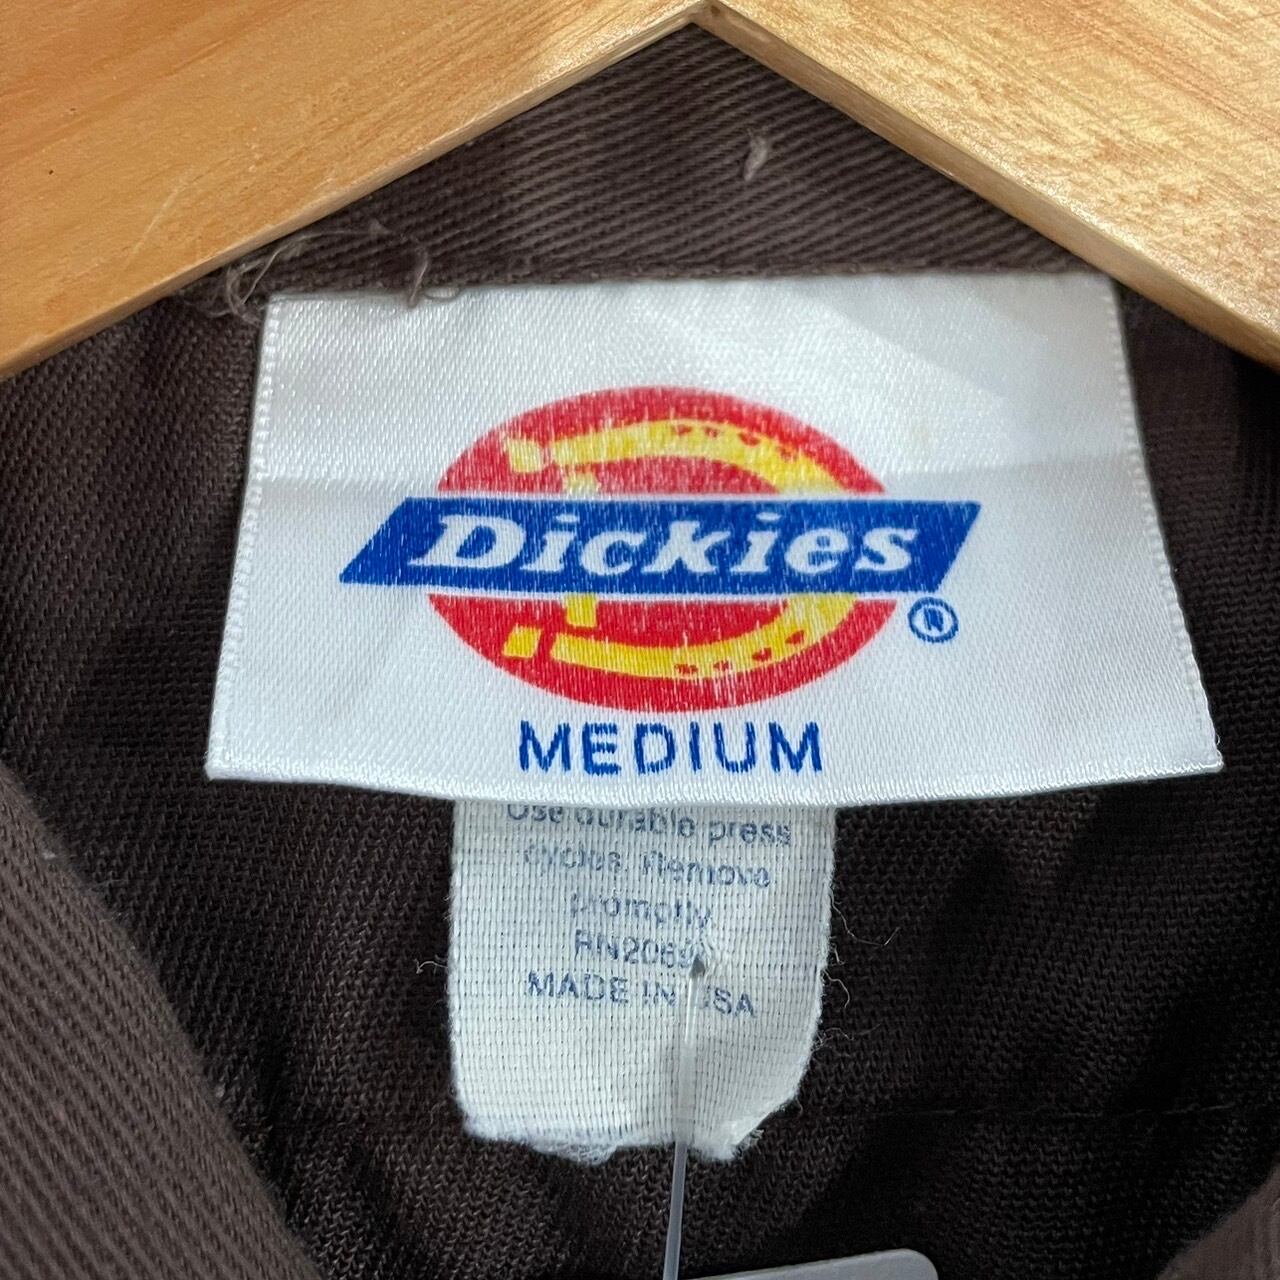 Dickies
®
MEDIUM
Use durable press
cycles. Remove
promptly.
MADE IN USA